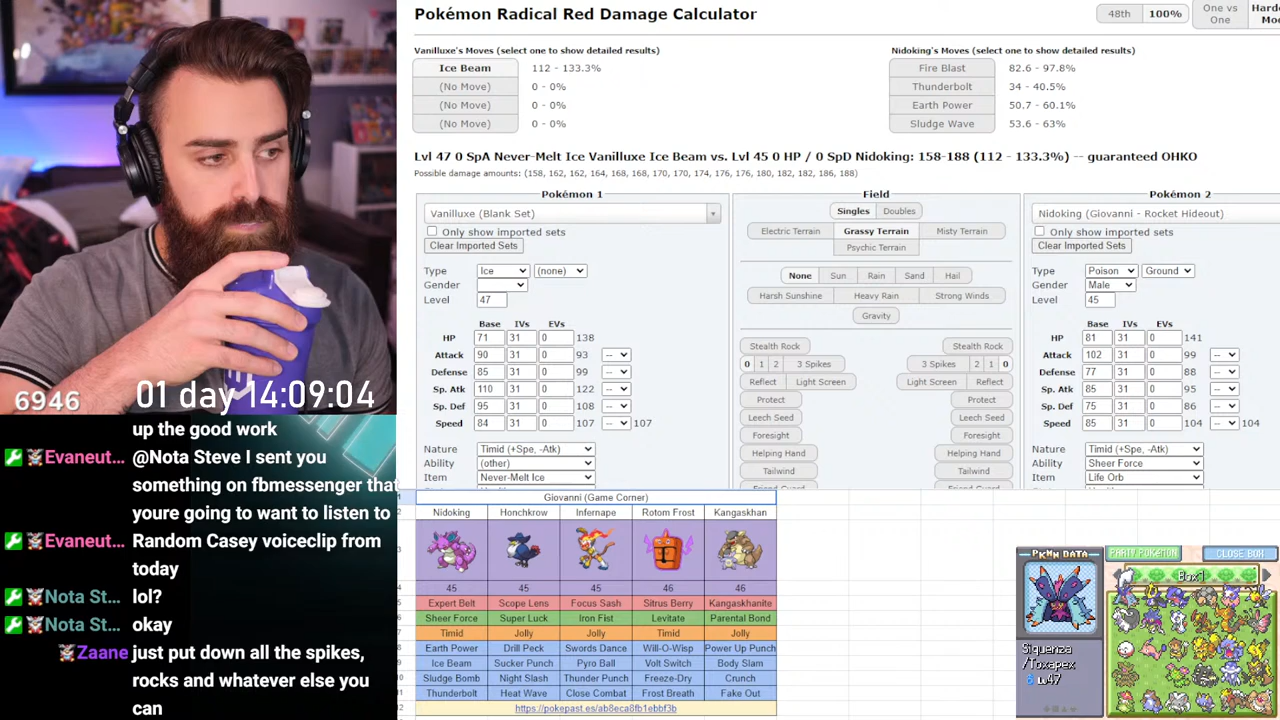 Pokémon Radical Red Damage Calculator
48th 100% One vs One
Vanilluxe's Moves (select one to show detailed results)
Ice Beam 112 - 133.3%
(No Move) 0 - 0%
(No Move) 0 - 0%
(No Move) 0 - 0%
Nidoking's Moves (select one to show detailed results)
Fire Blast 82.6 - 97.8%
Thunderbolt 34 - 40.5%
Earth Power 50.7 - 60.1%
Sludge Wave 53.6 - 63%
Lvl 47 0 SpA Never-Melt Ice Vanilluxe Ice Beam vs. Lvl 45 0 HP / 0 SpD Nidoking: 158-188 (112 - 133.3%) -- guaranteed OHKO
Possible damage amounts: (158, 162, 162, 164, 168, 168, 170, 170, 174, 176, 176, 180, 182, 182, 186, 188)
Pokémon 1
Vanilluxe (Blank Set)
Only show imported sets
Clear Imported Sets
Type Ice (none)
Gender
Level 47
Base IVs EVs
HP 71 31 0 138
Attack 90 31 0 93 --
Defense 85 31 0 99 --
Sp. Atk 110 31 0 122 --
Sp. Def 95 31 0 108 --
Speed 84 31 0 107 -- 107
Nature Timid (+Spe, -Atk)
Ability (other)
Item Never-Melt Ice
Field
Singles Doubles
Electric Terrain Grassy Terrain Misty Terrain
Psychic Terrain
None Sun Rain Sand Hail
Harsh Sunshine Heavy Rain Strong Winds
Gravity
Stealth Rock Stealth Rock
0 1 2 3 Spikes 3 Spikes 2 1 0
Reflect Light Screen Light Screen Reflect
Protect Protect
Leech Seed Leech Seed
Foresight Foresight
Helping Hand Helping Hand
Tailwind Tailwind
Pokémon 2
Nidoking (Giovanni - Rocket Hideout)
Only show imported sets
Clear Imported Sets
Type Poison Ground
Gender Male
Level 45
Base IVs EVs
HP 81 31 0 141
Attack 102 31 0 99 --
Defense 77 31 0 88 --
Sp. Atk 85 31 0 95 --
Sp. Def 75 31 0 86 --
Speed 85 31 0 104 -- 104
Nature Timid (+Spe, -Atk)
Ability Sheer Force
Item Life Orb
6946 01 day 14:09:04
up the good work
Evaneut... @Nota Steve I sent you
something on fbmessenger that
youre going to want to listen to
Evaneut... Random Casey voiceclip from
today
Nota St... lol?
Nota St... okay
Zaane just put down all the spikes,
rocks and whatever else you
can
Giovanni (Game Corner)
Nidoking Honchkrow Infernape Rotom Frost Kangaskhan
45 45 45 46 46
Expert Belt Scope Lens Focus Sash Sitrus Berry Kangaskhanite
Sheer Force Super Luck Iron Fist Levitate Parental Bond
Timid Jolly Jolly Timid Jolly
Earth Power Drill Peck Swords Dance Will-O-Wisp Power Up Punch
Ice Beam Sucker Punch Pyro Ball Volt Switch Body Slam
Sludge Bomb Night Slash Thunder Punch Freeze-Dry Crunch
Thunderbolt Heat Wave Close Combat Frost Breath Fake Out
https://pokepast.es/ab8eca8fb1ebbf3b
PKMN DATA PARTY POKéMON CLOSE BOX
Box1
/Toxapex
Lv47